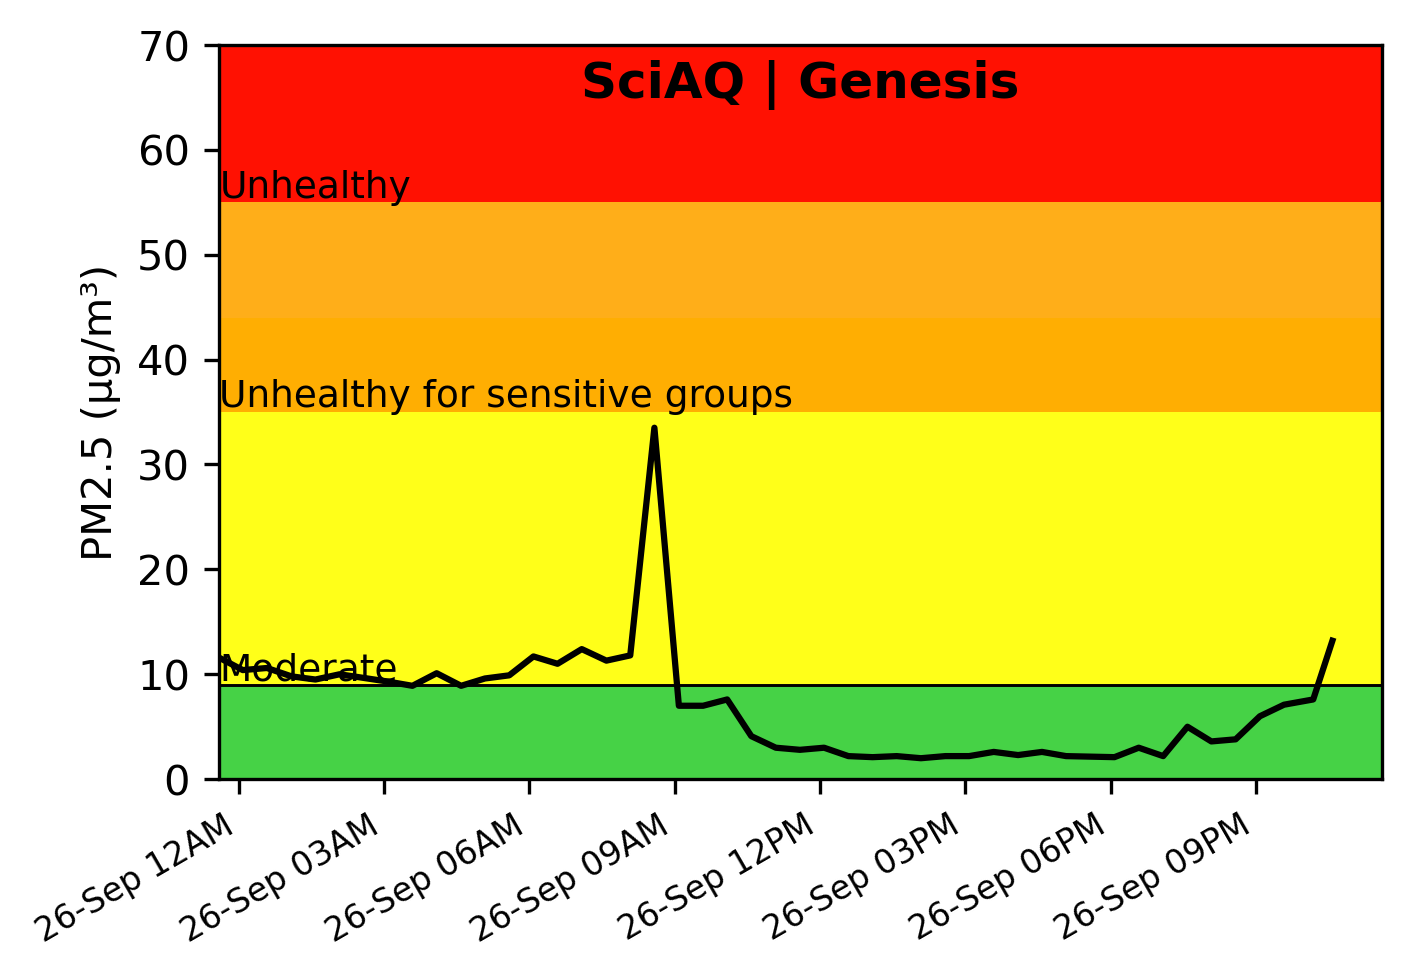 SciAQ | Genesis
PM2.5 (µg/m³)
70
60
50
40
30
20
10
0
Unhealthy
Unhealthy for sensitive groups
Moderate
26-Sep 12AM
26-Sep 03AM
26-Sep 06AM
26-Sep 09AM
26-Sep 12PM
26-Sep 03PM
26-Sep 06PM
26-Sep 09PM